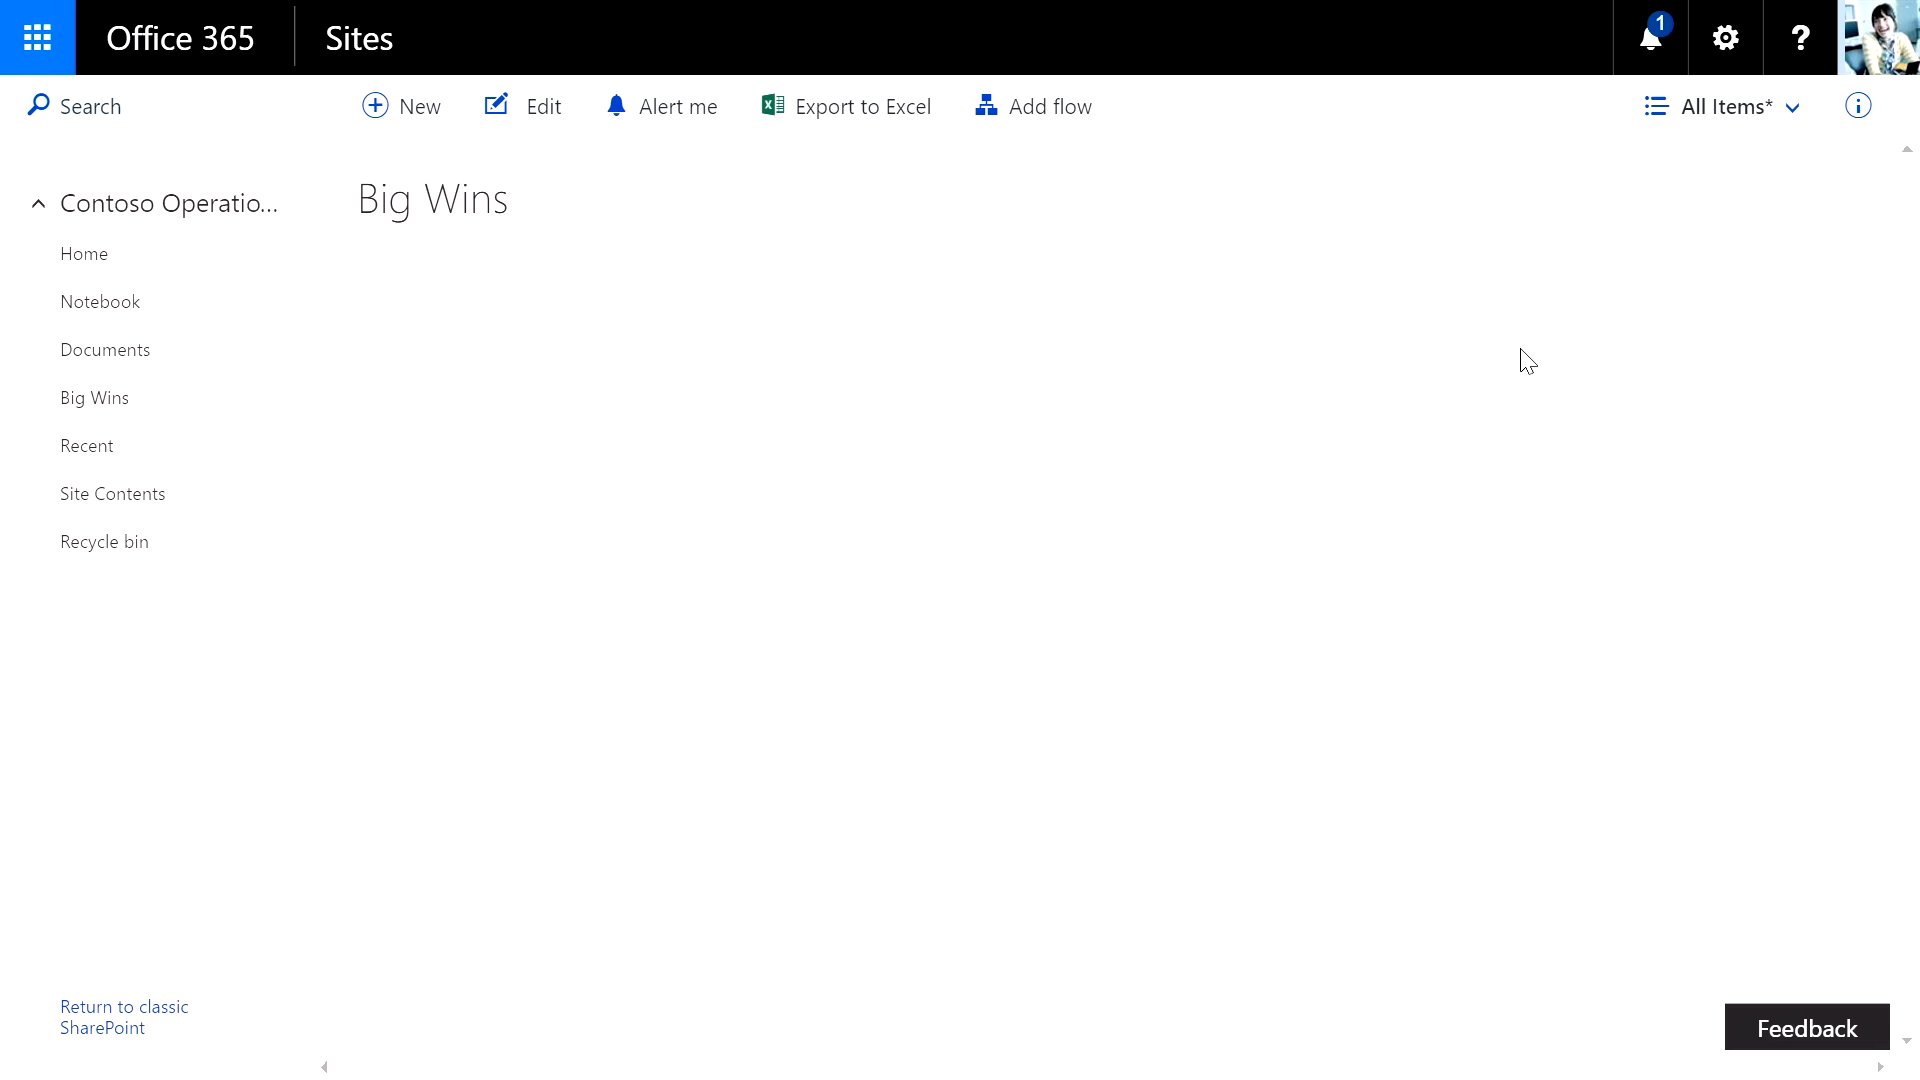 Office 365
Sites
1
?
Search
New
Edit
Alert me
Export to Excel
Add flow
All Items*
Contoso Operatio...
Big Wins
Home
Notebook
Documents
Big Wins
Recent
Site Contents
Recycle bin
Return to classic
SharePoint
Feedback